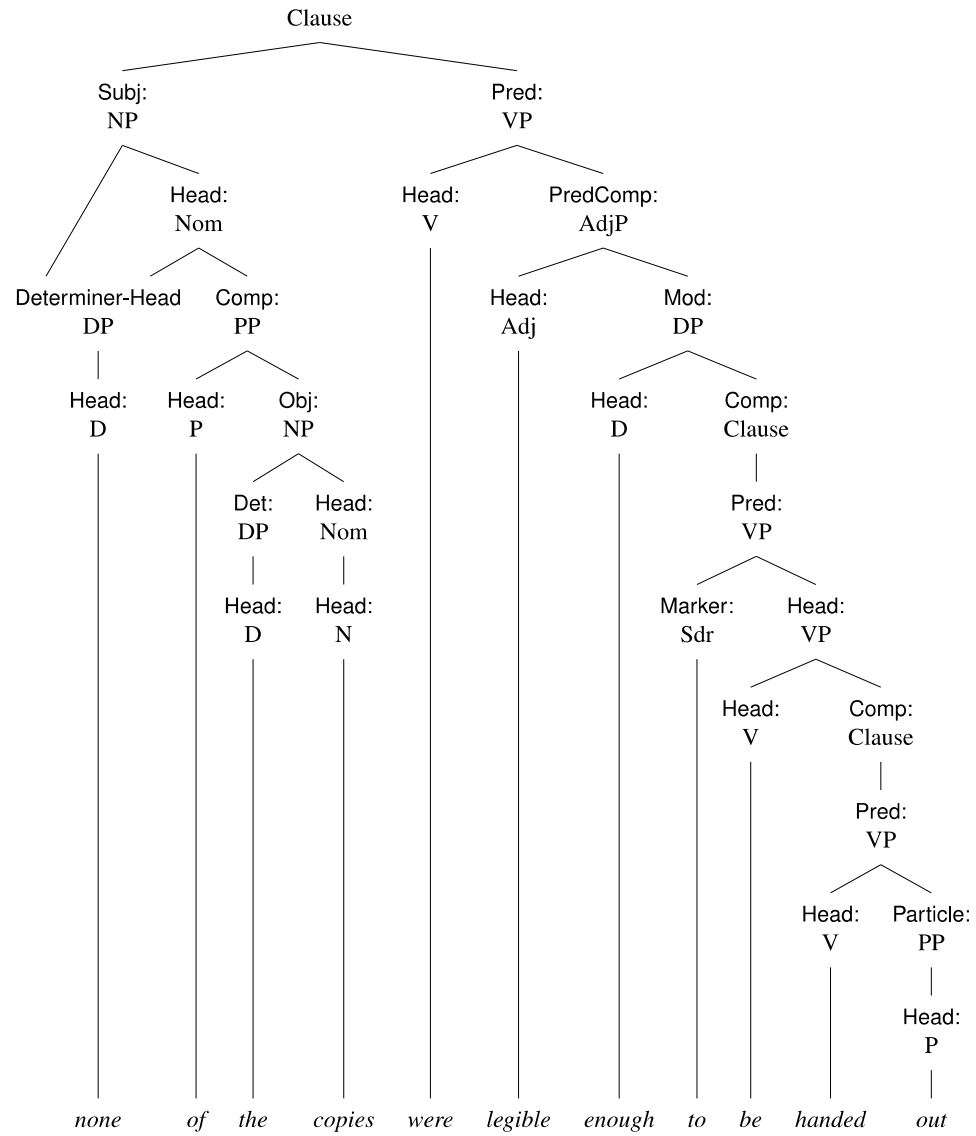 Clause
Subj: Pred:
NP VP
Head: Head: PredComp:
Nom V AdjP
Determiner-Head Comp: Head: Mod:
DP PP Adj DP
Head: Head: Obj: Head: Comp:
D P NP D Clause
Det: Head: Pred:
DP Nom VP
Head: Head: Marker: Head:
D N Sdr VP
Head: Comp:
V Clause
Pred:
VP
Head: Particle:
V PP
Head:
P
none of the copies were legible enough to be handed out